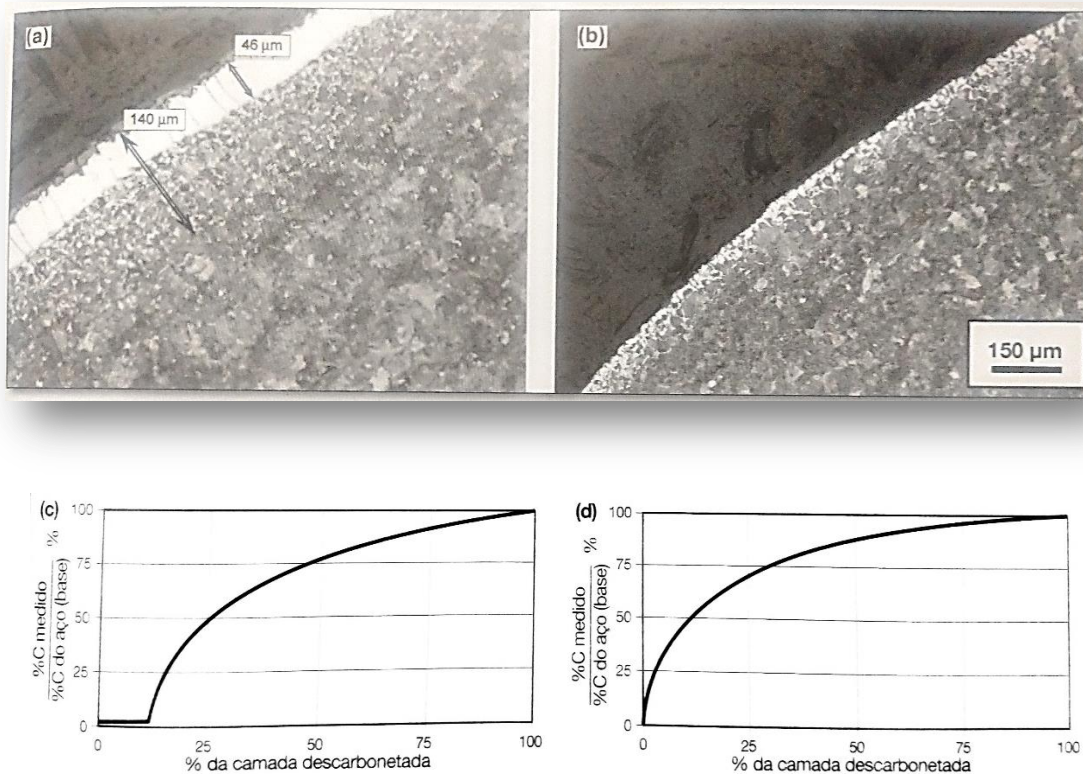 (a)
46 µm
140 µm
(b)
150 µm
(c)
100
75
50
25
0
%C medido
%C do aço (base)
%
0
25
50
75
100
% da camada descarbonetada
(d)
100
75
50
25
0
%C medido
%C do aço (base)
%
0
25
50
75
100
% da camada descarbonetada